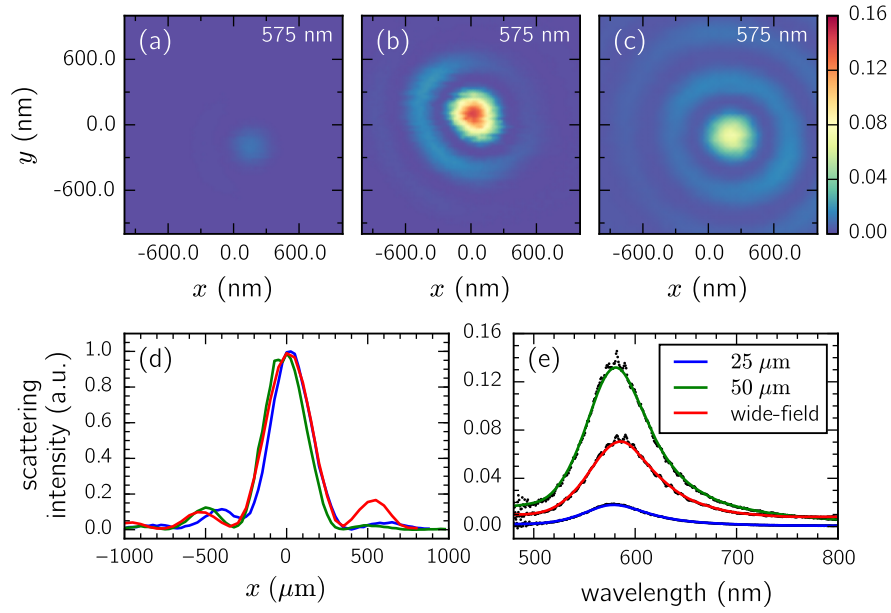 (a) 575 nm (b) 575 nm (c) 575 nm 0.16
600.0 0.12
0.0 0.08
-600.0 0.04
0.00
y (nm)
-600.0 0.0 600.0 -600.0 0.0 600.0 -600.0 0.0 600.0
x (nm) x (nm) x (nm)
(d)
1.0
0.8
0.6
0.4
0.2
0.0
scattering
intensity (a.u.)
-1000 −500 0 500 1000
x (μm)
(e)
0.16
0.12
0.08
0.04
0.00
25 μm
50 μm
wide-field
500 600 700 800
wavelength (nm)